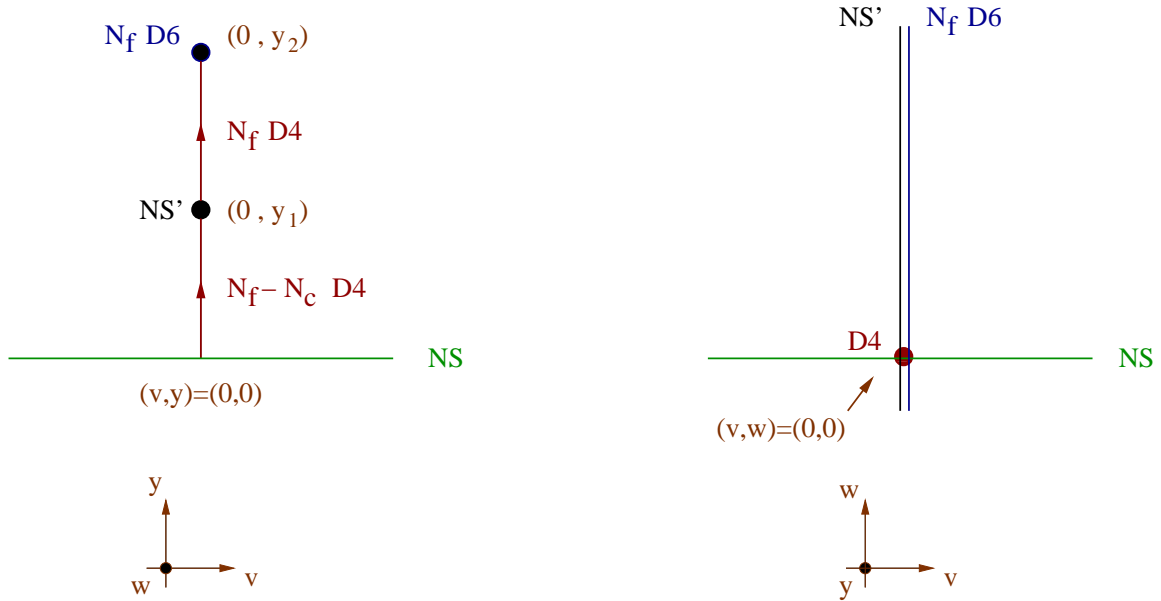 N_f D6 (0 , y_2)
N_f D4
NS' (0 , y_1)
N_f – N_c D4
NS
(v,y)=(0,0)
y
w v
NS' N_f D6
D4
NS
(v,w)=(0,0)
w
y v